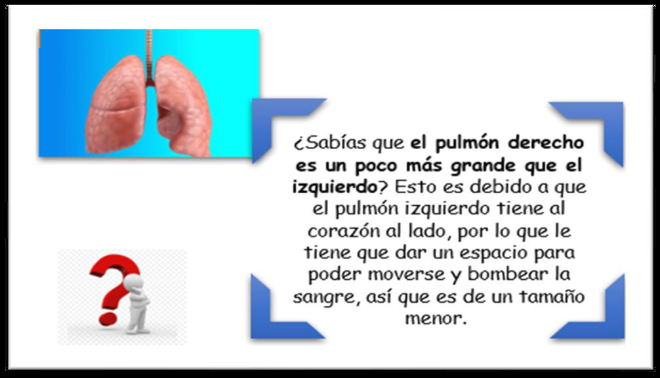 ¿Sabías que el pulmón derecho
es un poco más grande que el
izquierdo? Esto es debido a que
el pulmón izquierdo tiene al
corazón al lado, por lo que le
tiene que dar un espacio para
poder moverse y bombear la
sangre, así que es de un tamaño
menor.